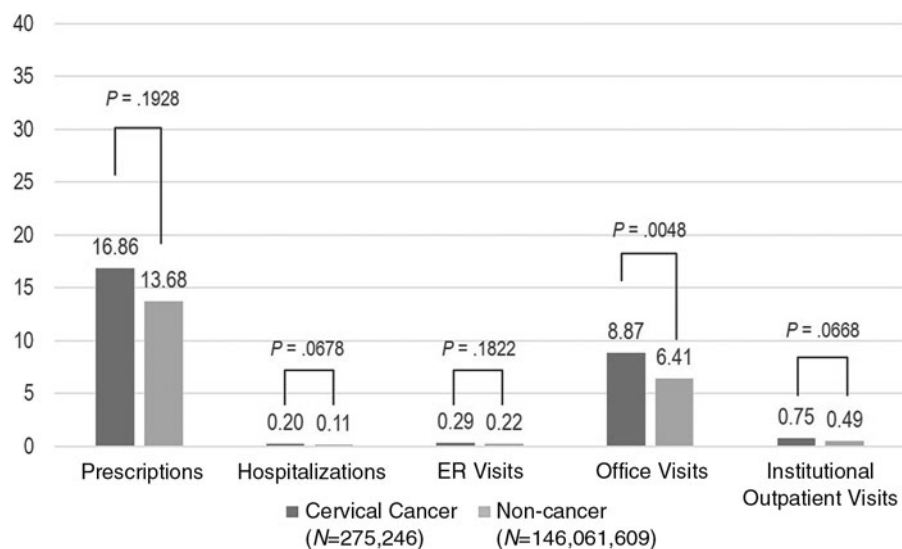 40
35
P = .1928
30
25
20
P = .0048
16.86
15
13.68
10
8.87
P = .0678
P = .1822
6.41
P = .0668
5
0.20 0.11
0.29 0.22
0.75 0.49
0
Prescriptions
Hospitalizations
ER Visits
Office Visits
Institutional
Outpatient Visits
Cervical Cancer
(N=275,246)
Non-cancer
(N=146,061,609)